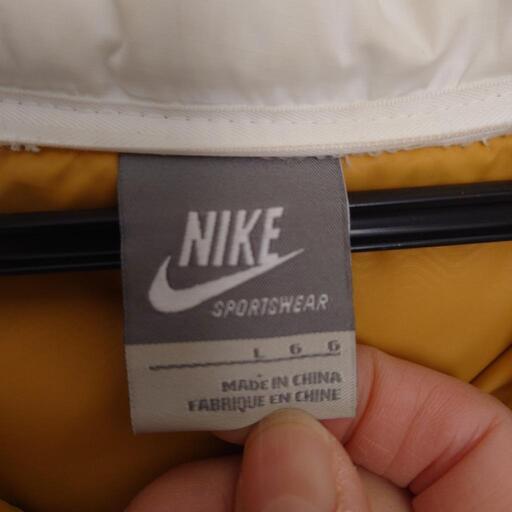 NIKE
SPORTSWEAR
L G G
MADE IN CHINA
FABRIQUE EN CHINE